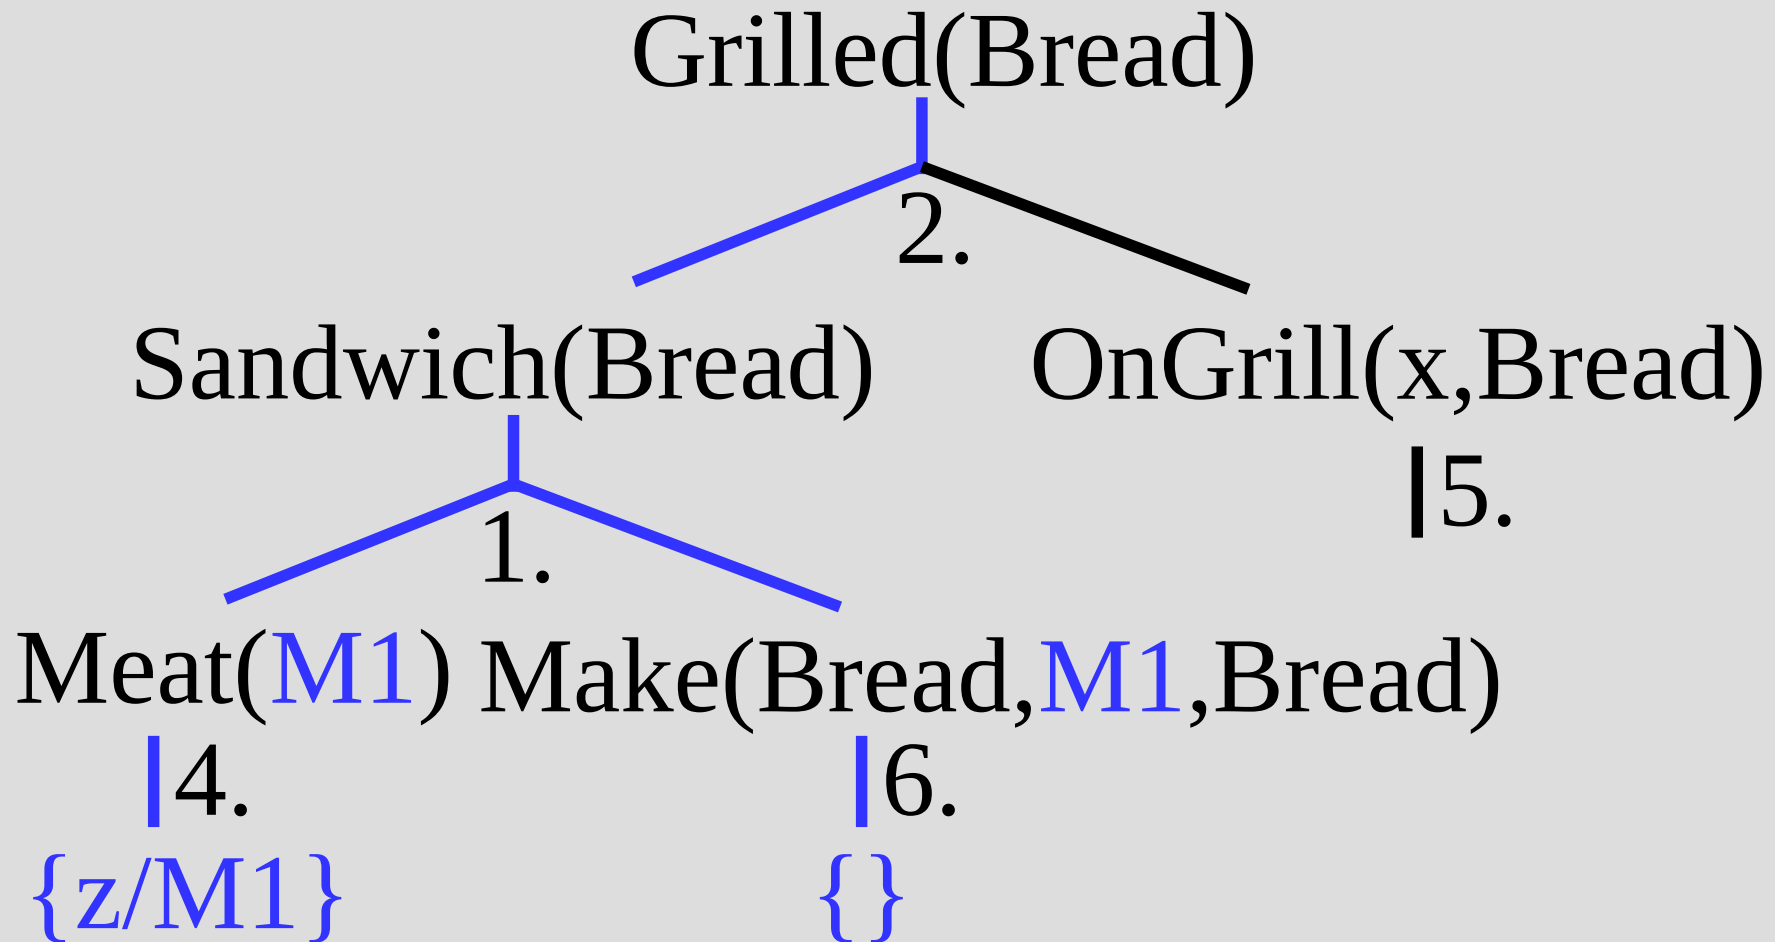 Grilled(Bread)
2.
Sandwich(Bread) OnGrill(x,Bread)
5.
1.
Meat(M1) Make(Bread,M1,Bread)
4. 6.
{z/M1} {}